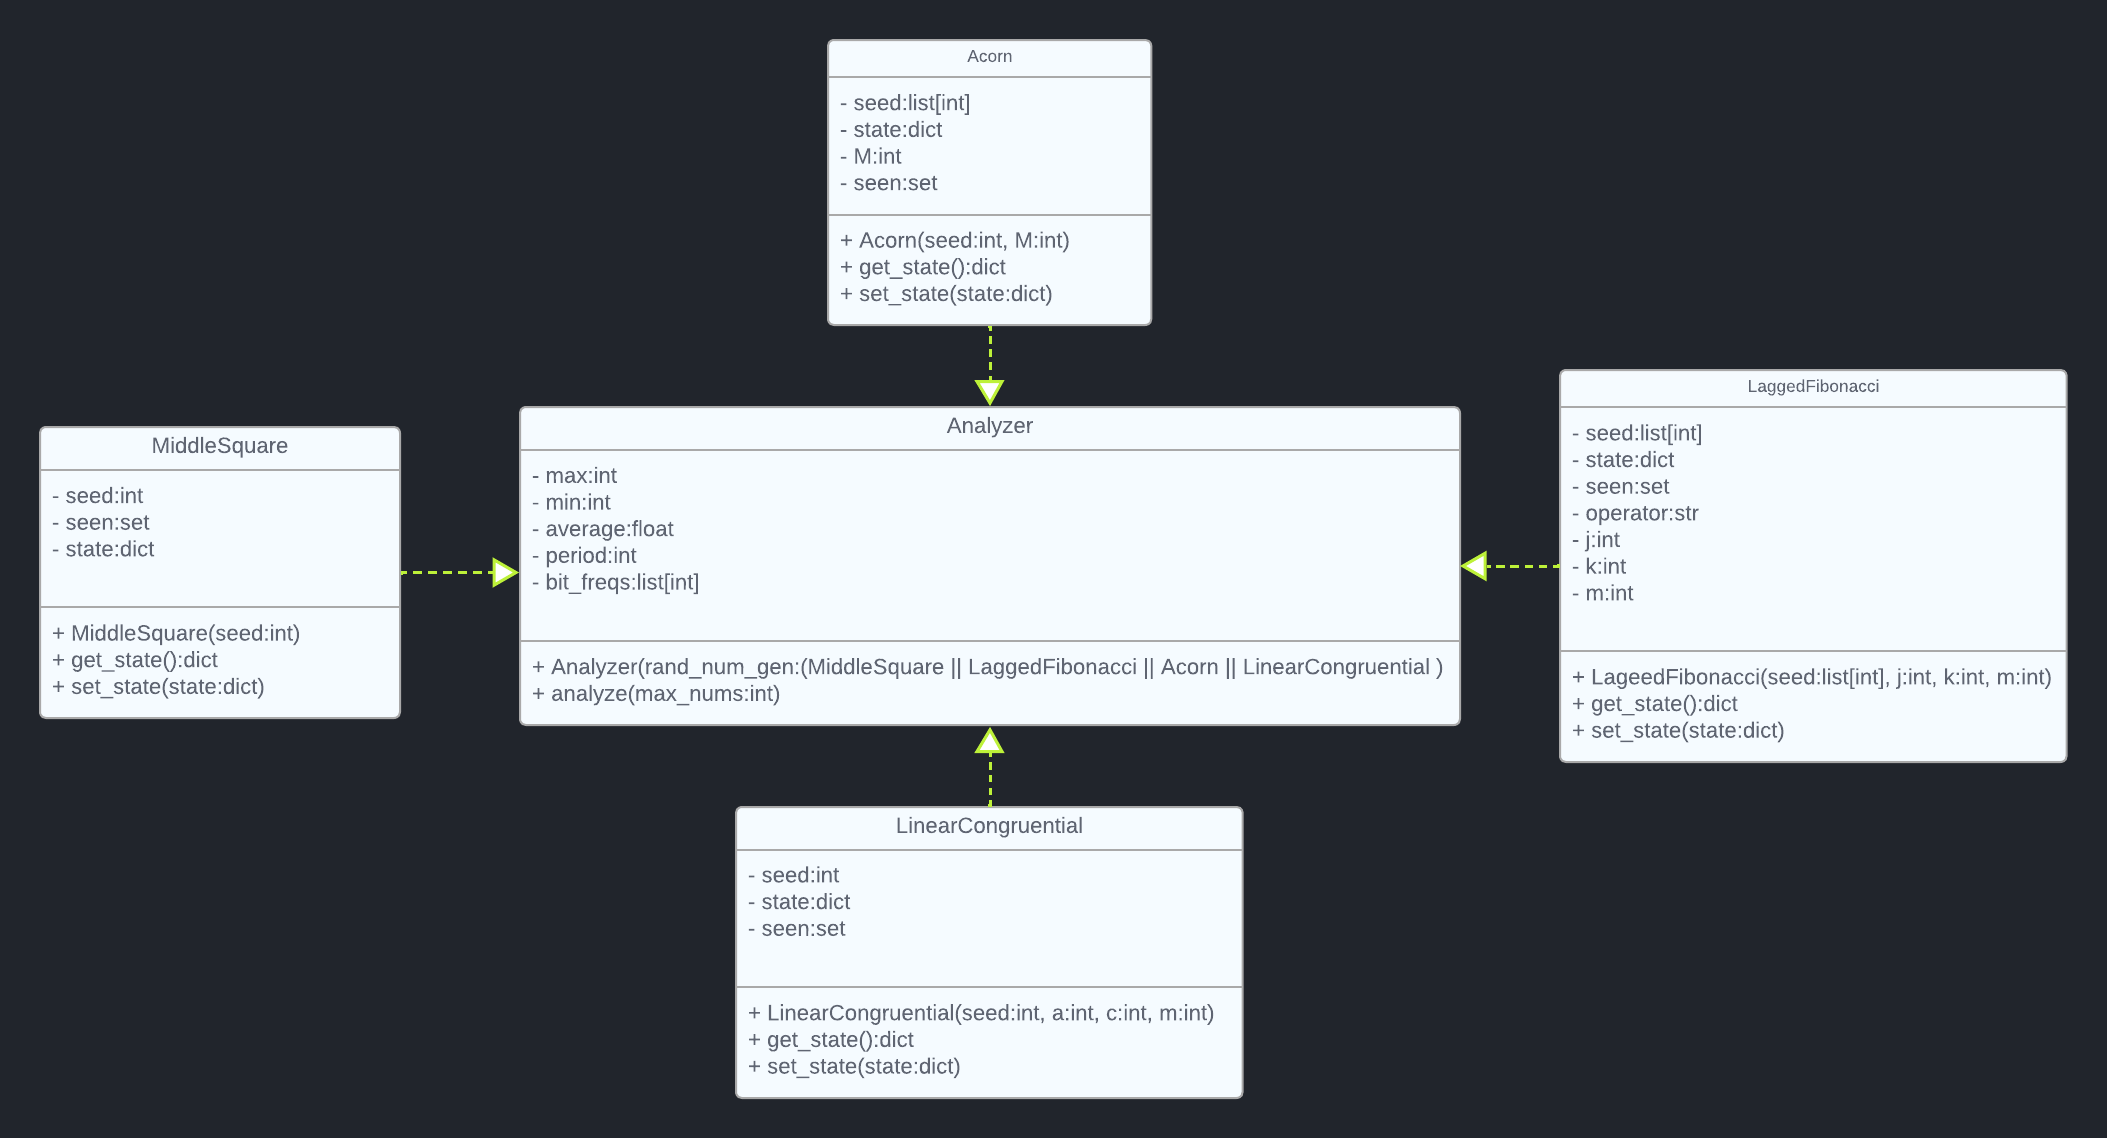 Acorn
- seed:list[int]
- state:dict
- M:int
- seen:set
+ Acorn(seed:int, M:int)
+ get_state():dict
+ set_state(state:dict)
MiddleSquare
- seed:int
- seen:set
- state:dict
+ MiddleSquare(seed:int)
+ get_state():dict
+ set_state(state:dict)
Analyzer
- max:int
- min:int
- average:float
- period:int
- bit_freqs:list[int]
+ Analyzer(rand_num_gen:(MiddleSquare || LaggedFibonacci || Acorn || LinearCongruential )
+ analyze(max_nums:int)
LaggedFibonacci
- seed:list[int]
- state:dict
- seen:set
- operator:str
- j:int
- k:int
- m:int
+ LageedFibonacci(seed:list[int], j:int, k:int, m:int)
+ get_state():dict
+ set_state(state:dict)
LinearCongruential
- seed:int
- state:dict
- seen:set
+ LinearCongruential(seed:int, a:int, c:int, m:int)
+ get_state():dict
+ set_state(state:dict)